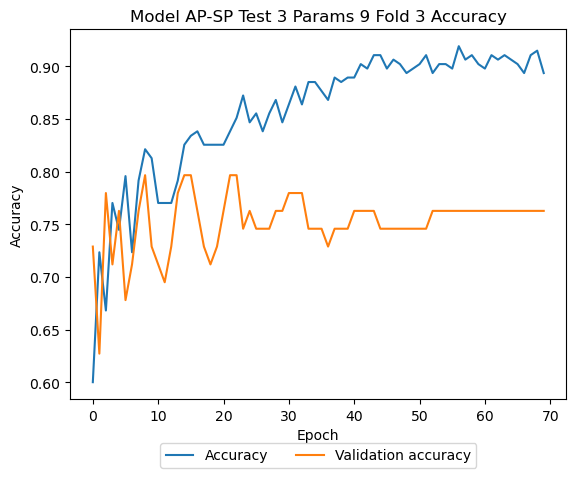 Model AP-SP Test 3 Params 9 Fold 3 Accuracy
Accuracy
0.90
0.85
0.80
0.75
0.70
0.65
0.60
0 10 20 30 40 50 60 70
Epoch
Accuracy Validation accuracy